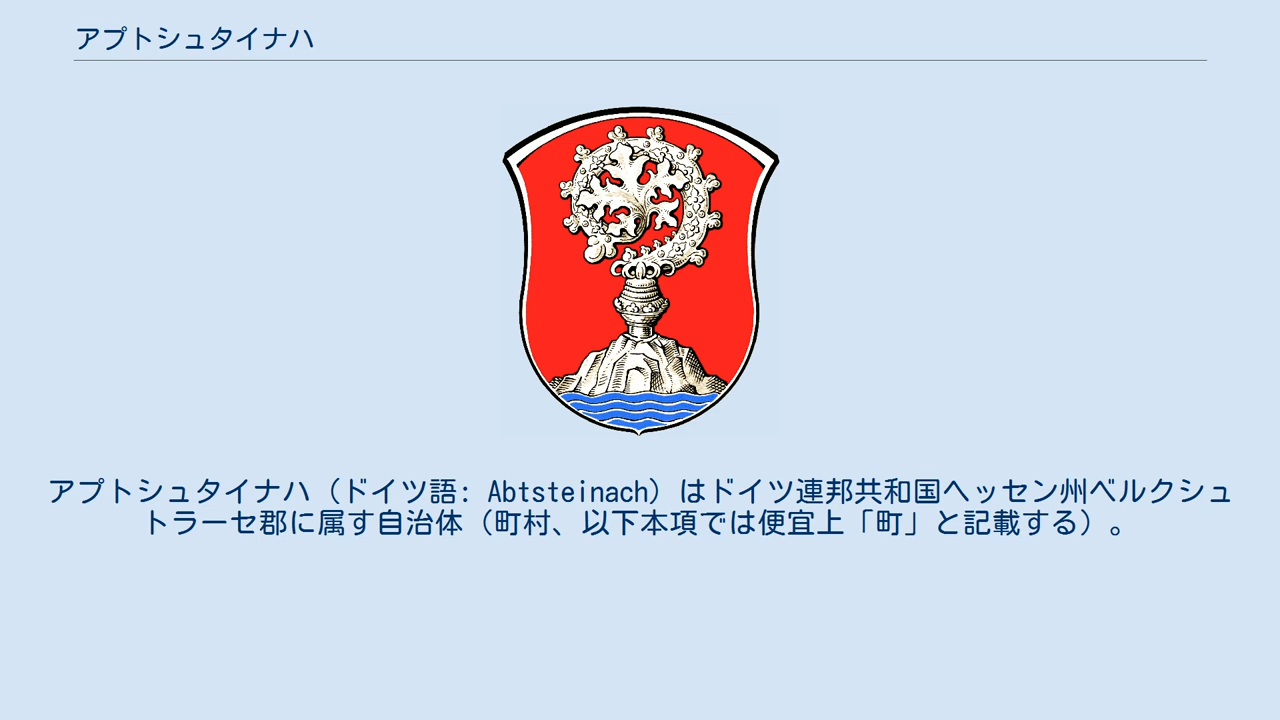 アプトシュタイナハ
アプトシュタイナハ（ドイツ語: Abtsteinach）はドイツ連邦共和国ヘッセン州ベルクシュ
トラーセ郡に属す自治体（町村、以下本項では便宜上「町」と記載する）。